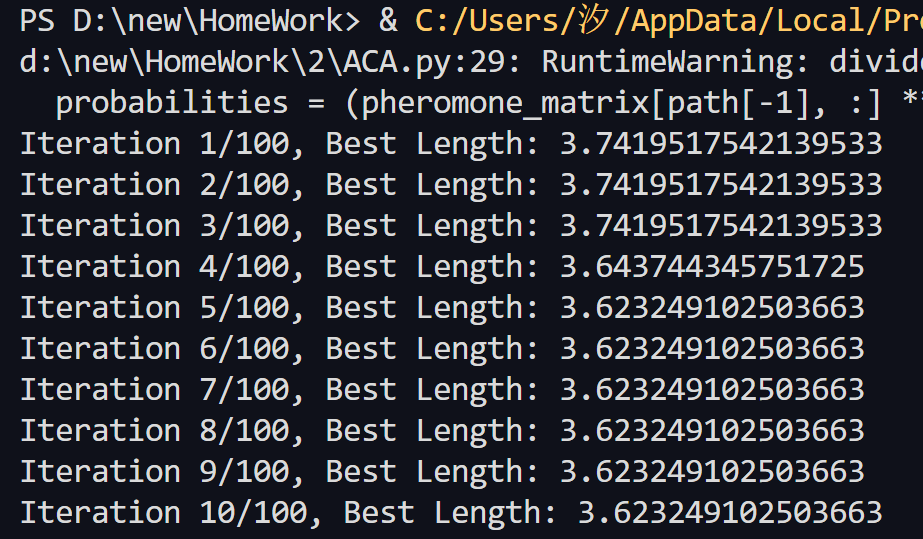 PS D:\new\HomeWork> & C:/Users/汐/AppData/Local/Pro
d:\new\HomeWork\2\ACA.py:29: RuntimeWarning: divide
probabilities = (pheromone_matrix[path[-1], :] **
Iteration 1/100, Best Length: 3.7419517542139533
Iteration 2/100, Best Length: 3.7419517542139533
Iteration 3/100, Best Length: 3.7419517542139533
Iteration 4/100, Best Length: 3.643744345751725
Iteration 5/100, Best Length: 3.623249102503663
Iteration 6/100, Best Length: 3.623249102503663
Iteration 7/100, Best Length: 3.623249102503663
Iteration 8/100, Best Length: 3.623249102503663
Iteration 9/100, Best Length: 3.623249102503663
Iteration 10/100, Best Length: 3.623249102503663